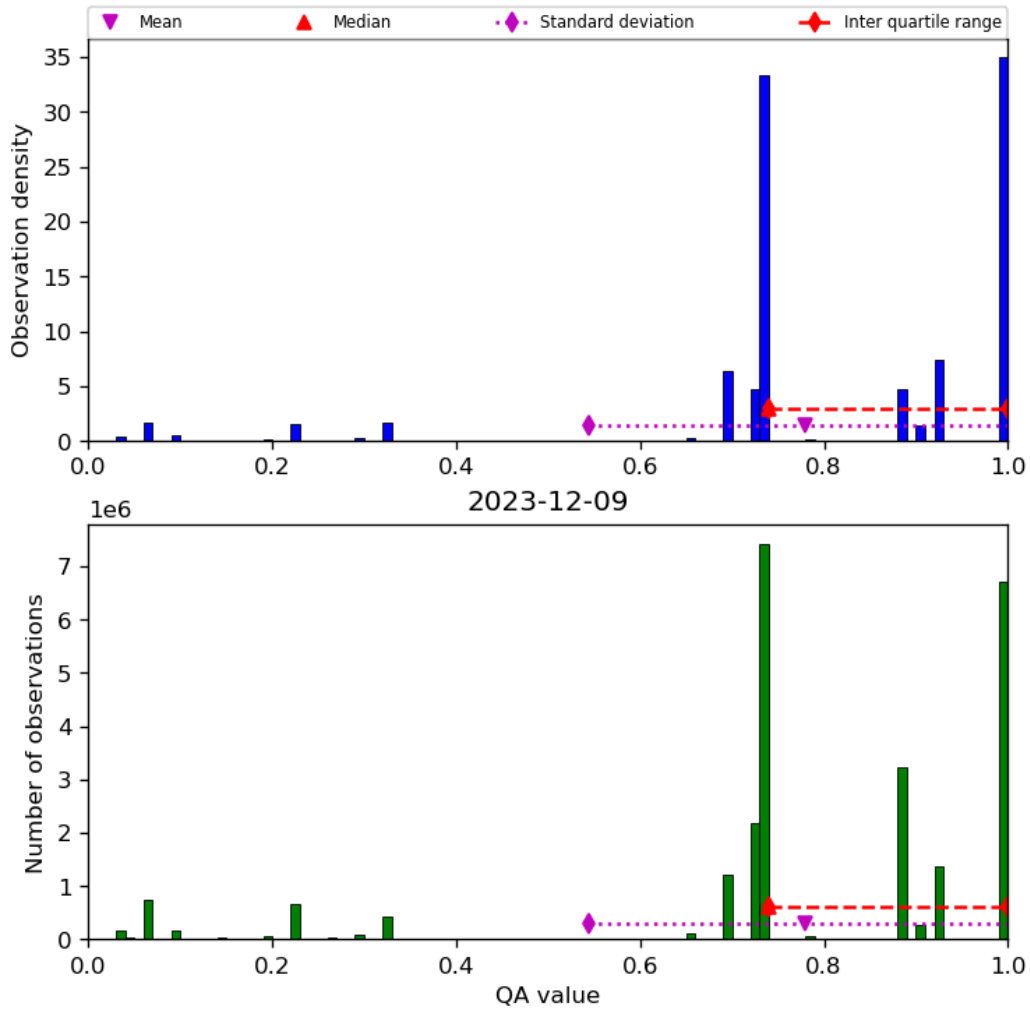 Mean Median Standard deviation Inter quartile range
35
30
25
20
15
10
5
0
Observation density
0.0 0.2 0.4 0.6 0.8 1.0
2023-12-09
1e6
7
6
5
4
3
2
1
0
Number of observations
0.0 0.2 0.4 0.6 0.8 1.0
QA value